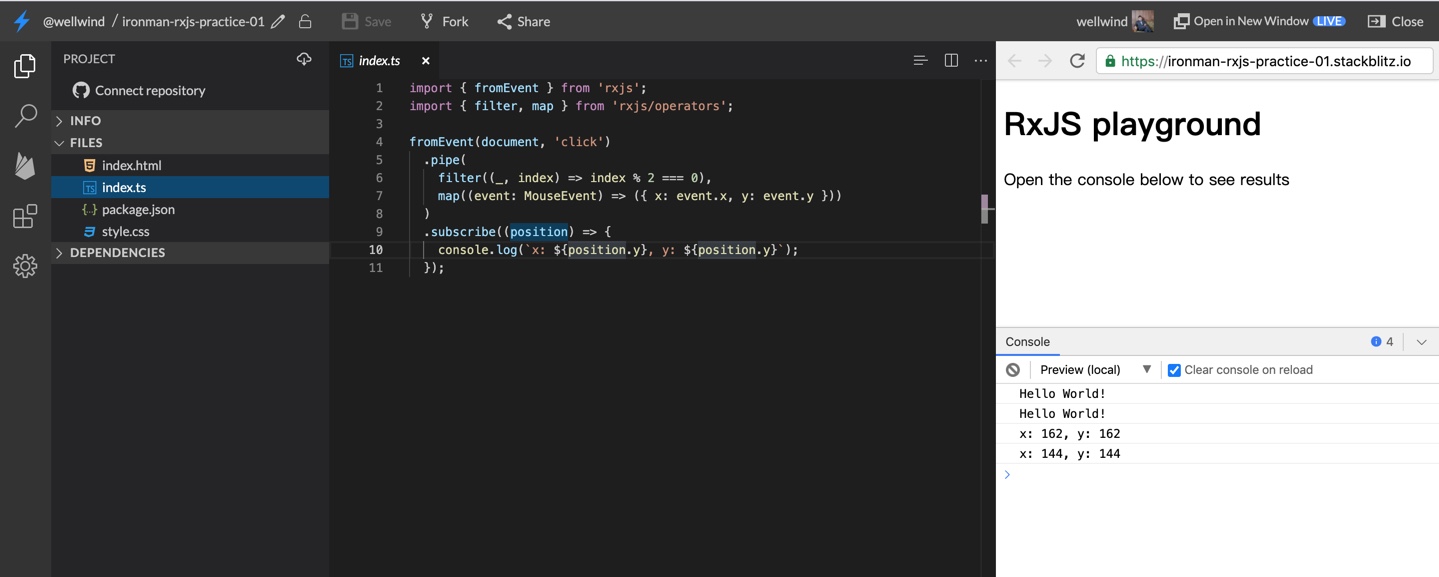 @wellwind / ironman-rxjs-practice-01 Save Fork Share wellwind Open in New Window LIVE Close
PROJECT
Connect repository
INFO
FILES
index.html
TS index.ts
{..} package.json
style.css
DEPENDENCIES
TS index.ts × ...
1 import { fromEvent } from 'rxjs';
2 import { filter, map } from 'rxjs/operators';
3
4 fromEvent(document, 'click')
5 .pipe(
6 filter((_, index) => index % 2 === 0),
7 map((event: MouseEvent) => ({ x: event.x, y: event.y }))
8 )
9 .subscribe((position) => {
10 console.log(`x: ${position.y}, y: ${position.y}`);
11 });
https://ironman-rxjs-practice-01.stackblitz.io
RxJS playground
Open the console below to see results
Console 4
Preview (local) ▼ Clear console on reload
Hello World!
Hello World!
x: 162, y: 162
x: 144, y: 144
>